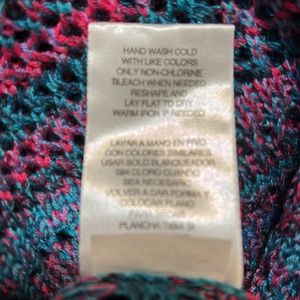 HAND WASH COLD
WITH LIKE COLORS
ONLY NON-CHLORINE
BLEACH WHEN NEEDED
RESHAPE AND
LAY FLAT TO DRY
WARM IRON IF NEEDED
LAVAR A MANO EN FRIO
CON COLORES SIMILARES
USAR SOLO BLANQUEADOR
SIN CLORO CUANDO
SEA NECESARIO
VOLVER A DAR FORMA Y
COLOCAR PLANO
PARA SECAR
PLANCHA